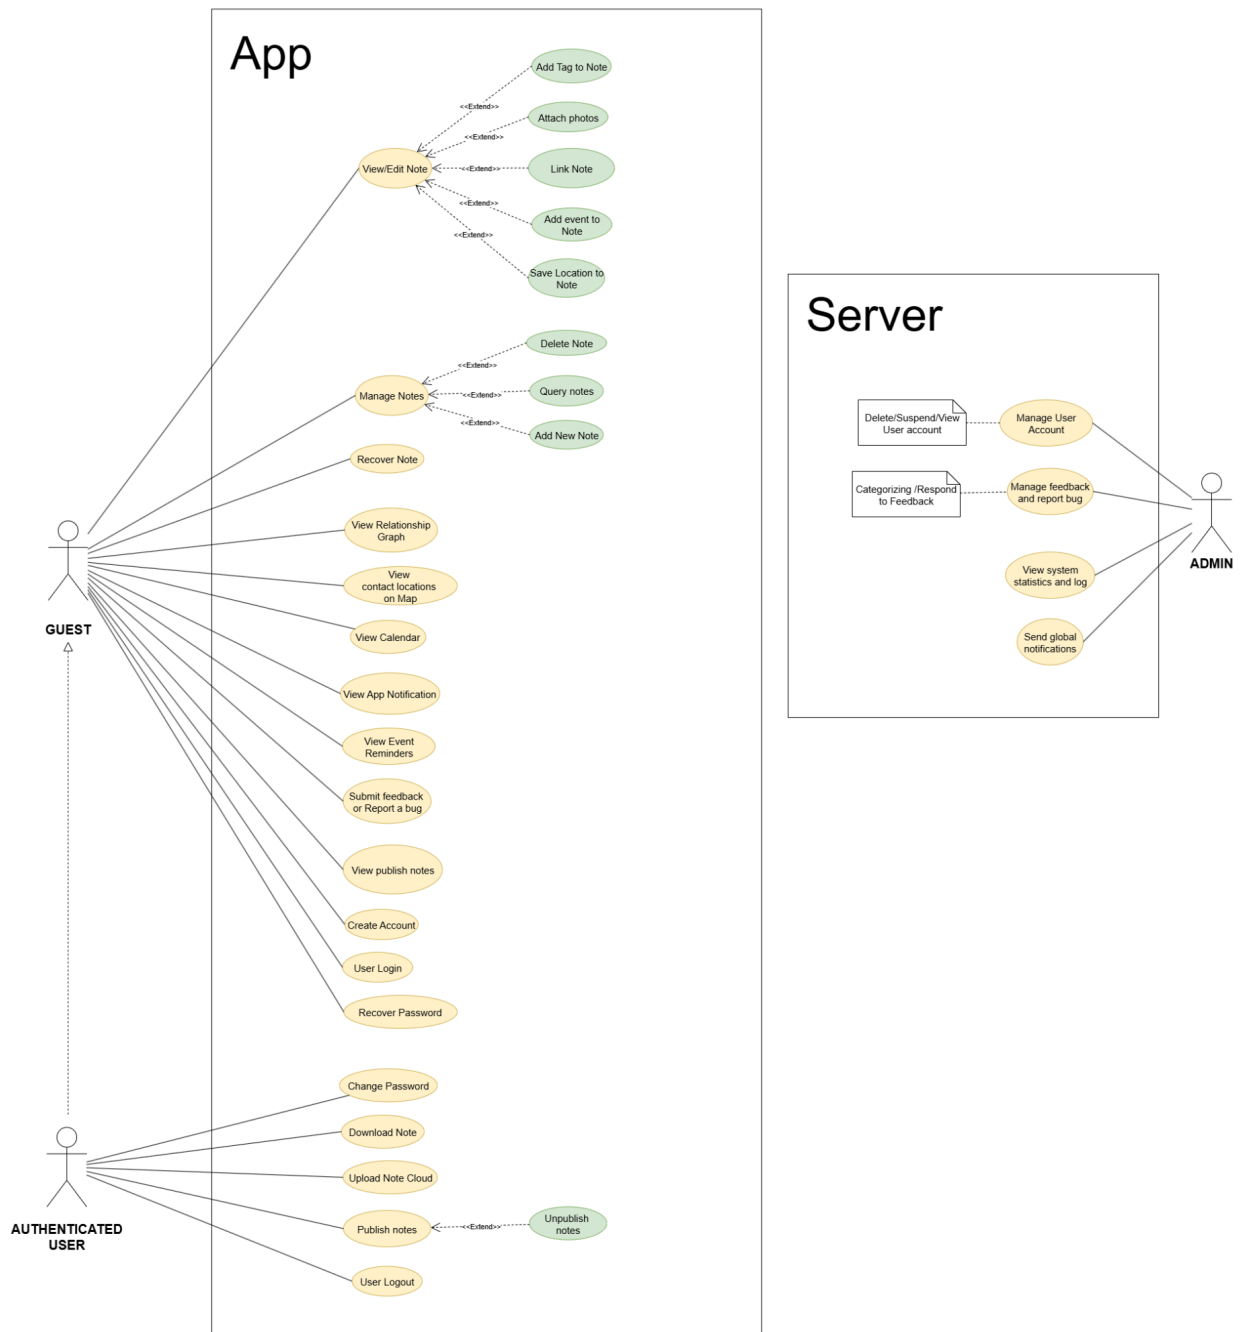 App
Add Tag to Note
<<Extend>>
Attach photos
<<Extend>>
View/Edit Note
<<Extend>>
Link Note
<<Extend>>
Add event to
Note
<<Extend>>
Save Location to
Note
Delete Note
<<Extend>>
Manage Notes
<<Extend>>
Query notes
<<Extend>>
Add New Note
Recover Note
View Relationship
Graph
View
contact locations
on Map
View Calendar
View App Notification
View Event
Reminders
Submit feedback
or Report a bug
View publish notes
Create Account
User Login
Recover Password
GUEST
Change Password
Download Note
Upload Note Cloud
Publish notes
<<Extend>>
Unpublish
notes
User Logout
AUTHENTICATED
USER
Server
Delete/Suspend/View
User account
Manage User
Account
Categorizing /Respond
to Feedback
Manage feedback
and report bug
View system
statistics and log
Send global
notifications
ADMIN